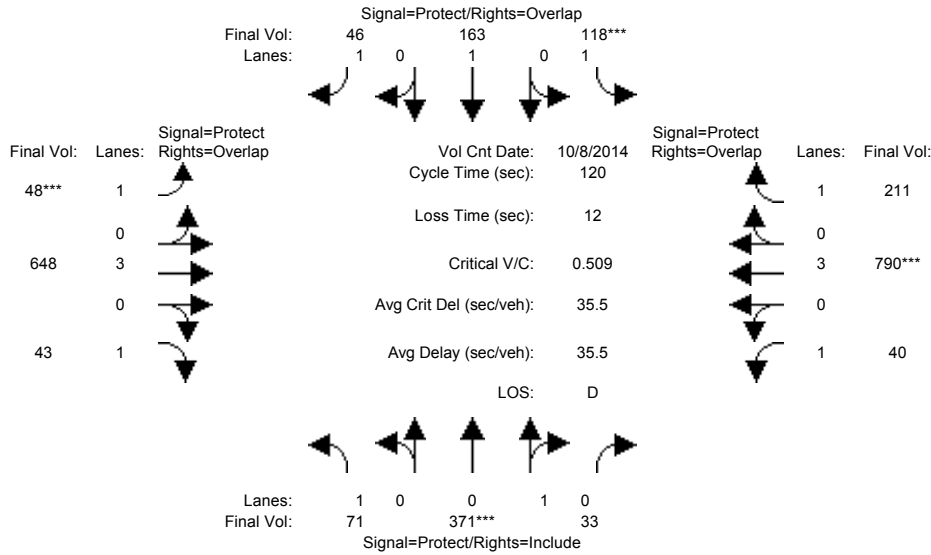 Signal=Protect/Rights=Overlap
Final Vol: 46 163 118***
Lanes: 1 0 1 0 1
Signal=Protect Signal=Protect
Final Vol: Lanes: Rights=Overlap Vol Cnt Date: 10/8/2014 Rights=Overlap Lanes: Final Vol:
Cycle Time (sec): 120
48*** 1 1 211
Loss Time (sec): 12
0 0
648 3 Critical V/C: 0.509 3 790***
0 Avg Crit Del (sec/veh): 35.5 0
43 1 Avg Delay (sec/veh): 35.5 1 40
LOS: D
Lanes: 1 0 0 1 0
Final Vol: 71 371*** 33
Signal=Protect/Rights=Include